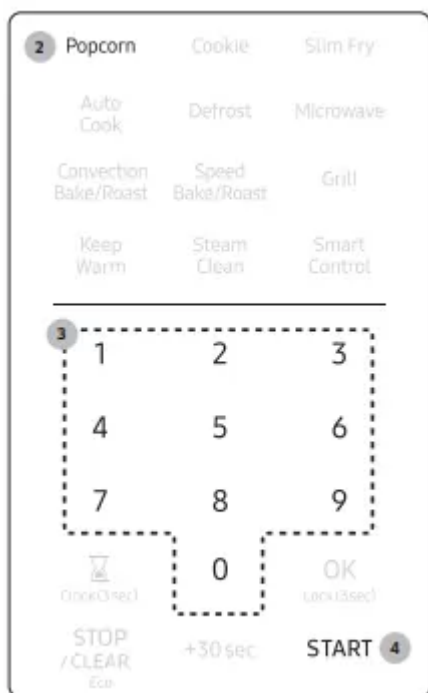 2 Popcorn Cookie Slim Fry
Auto Cook Defrost Microwave
Convection Bake/Roast Speed Bake/Roast Grill
Keep Warm Steam Clean Smart Control
3
1 2 3
4 5 6
7 8 9
Clock(3sec) 0 OK Lock(3sec)
STOP /CLEAR Eco +30 sec START 4